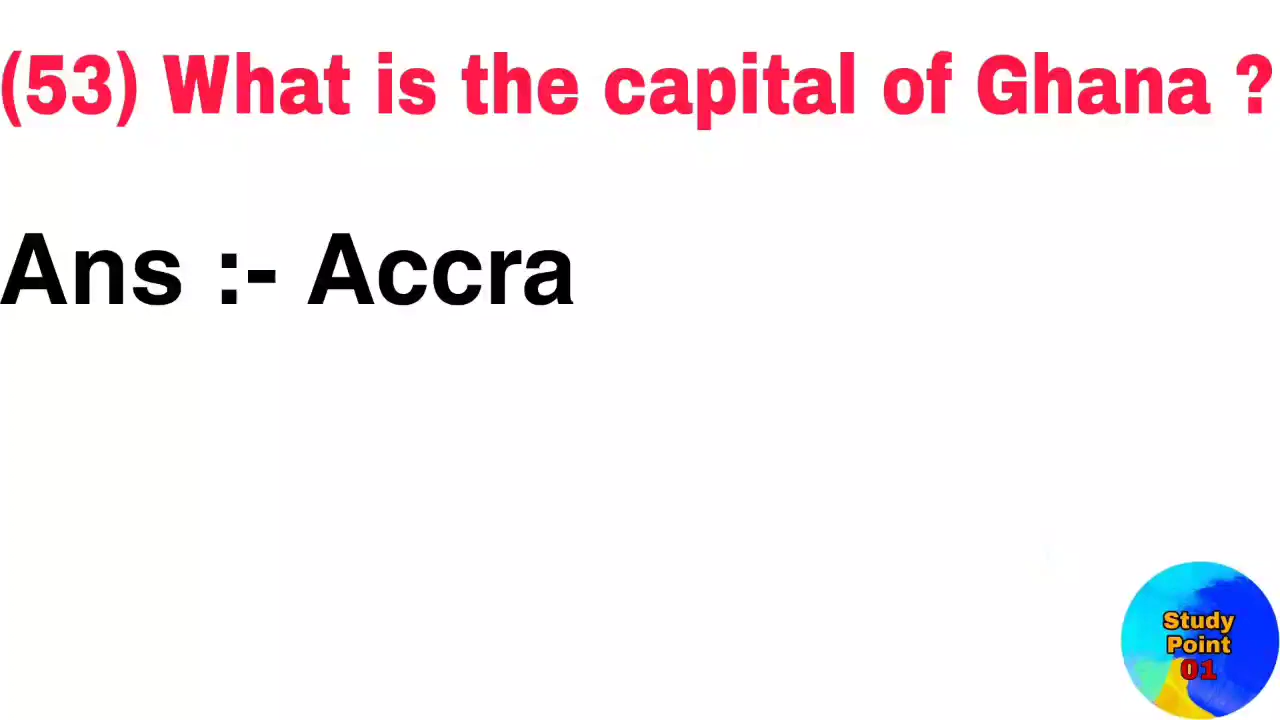 (53) What is the capital of Ghana ?
Ans :- Accra
Study
Point
01